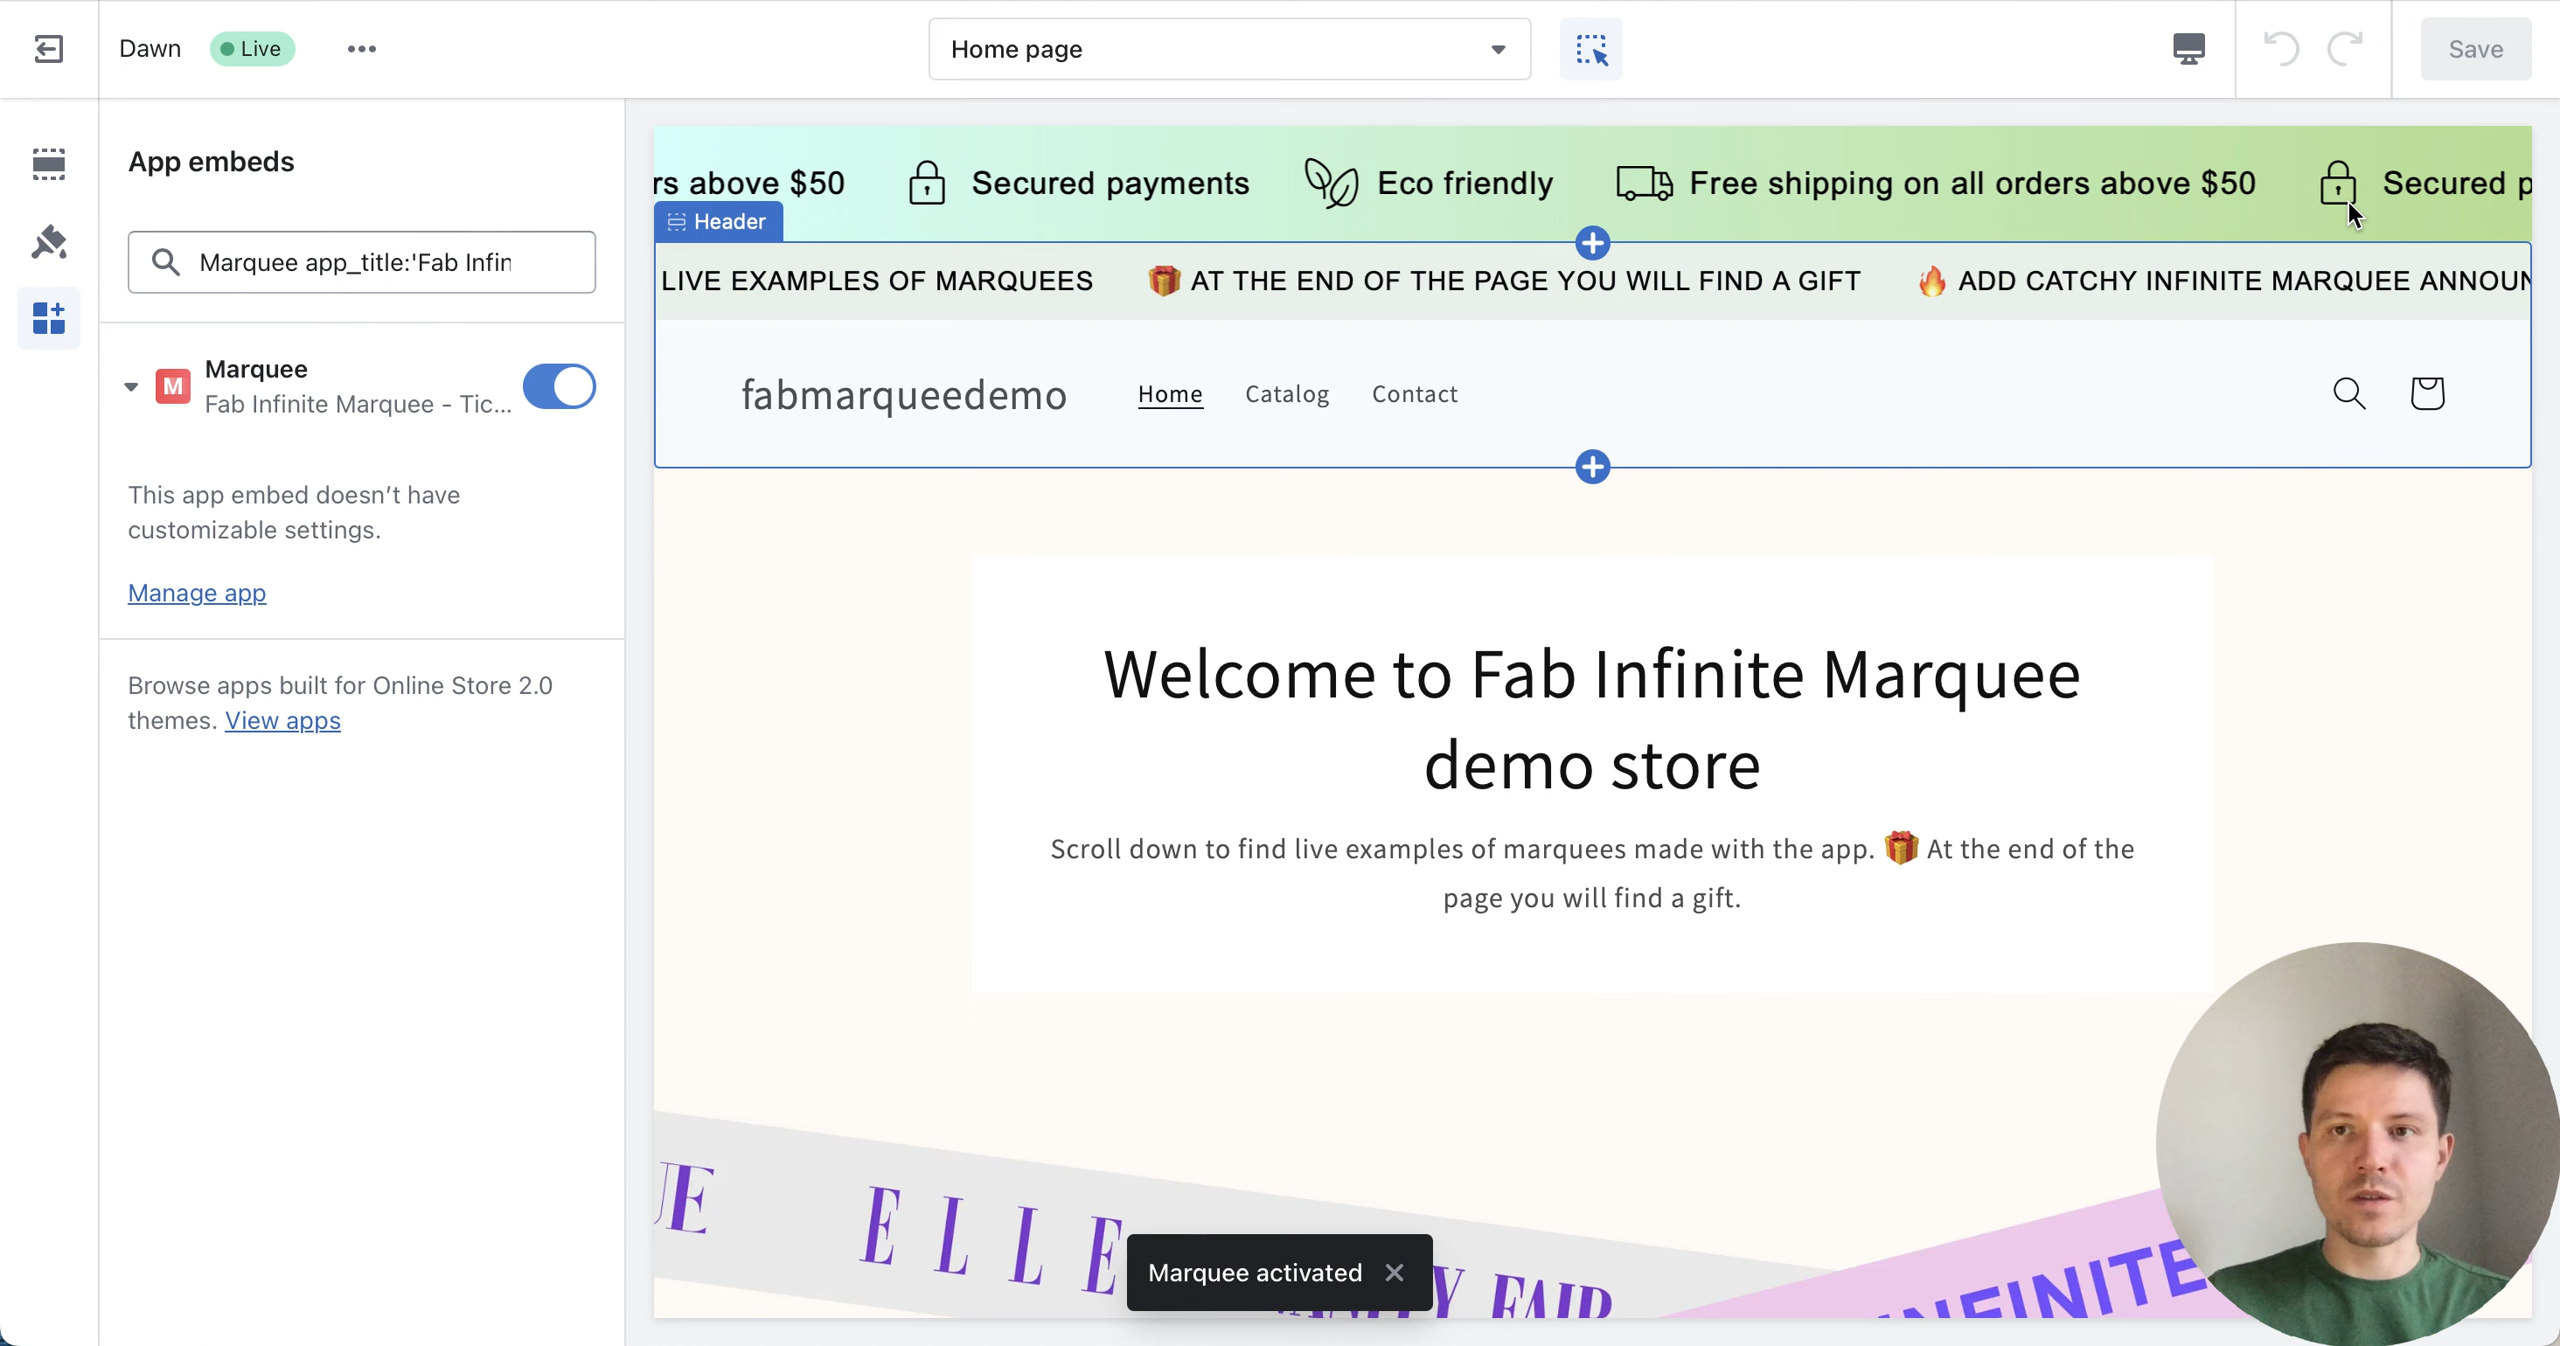 Dawn
Live
Home page
Save
App embeds
Marquee app_title:'Fab Infin
M
Marquee
Fab Infinite Marquee - Tic...
This app embed doesn't have
customizable settings.
Manage app
Browse apps built for Online Store 2.0
themes. View apps
rs above $50 Secured payments Eco friendly Free shipping on all orders above $50 Secured p
Header
LIVE EXAMPLES OF MARQUEES 🎁 AT THE END OF THE PAGE YOU WILL FIND A GIFT 🔥 ADD CATCHY INFINITE MARQUEE ANNOUN
fabmarqueedemo Home Catalog Contact
Welcome to Fab Infinite Marquee
demo store
Scroll down to find live examples of marquees made with the app. 🎁 At the end of the
page you will find a gift.
UE ELLE
Y FAIR
INFINITE
Marquee activated